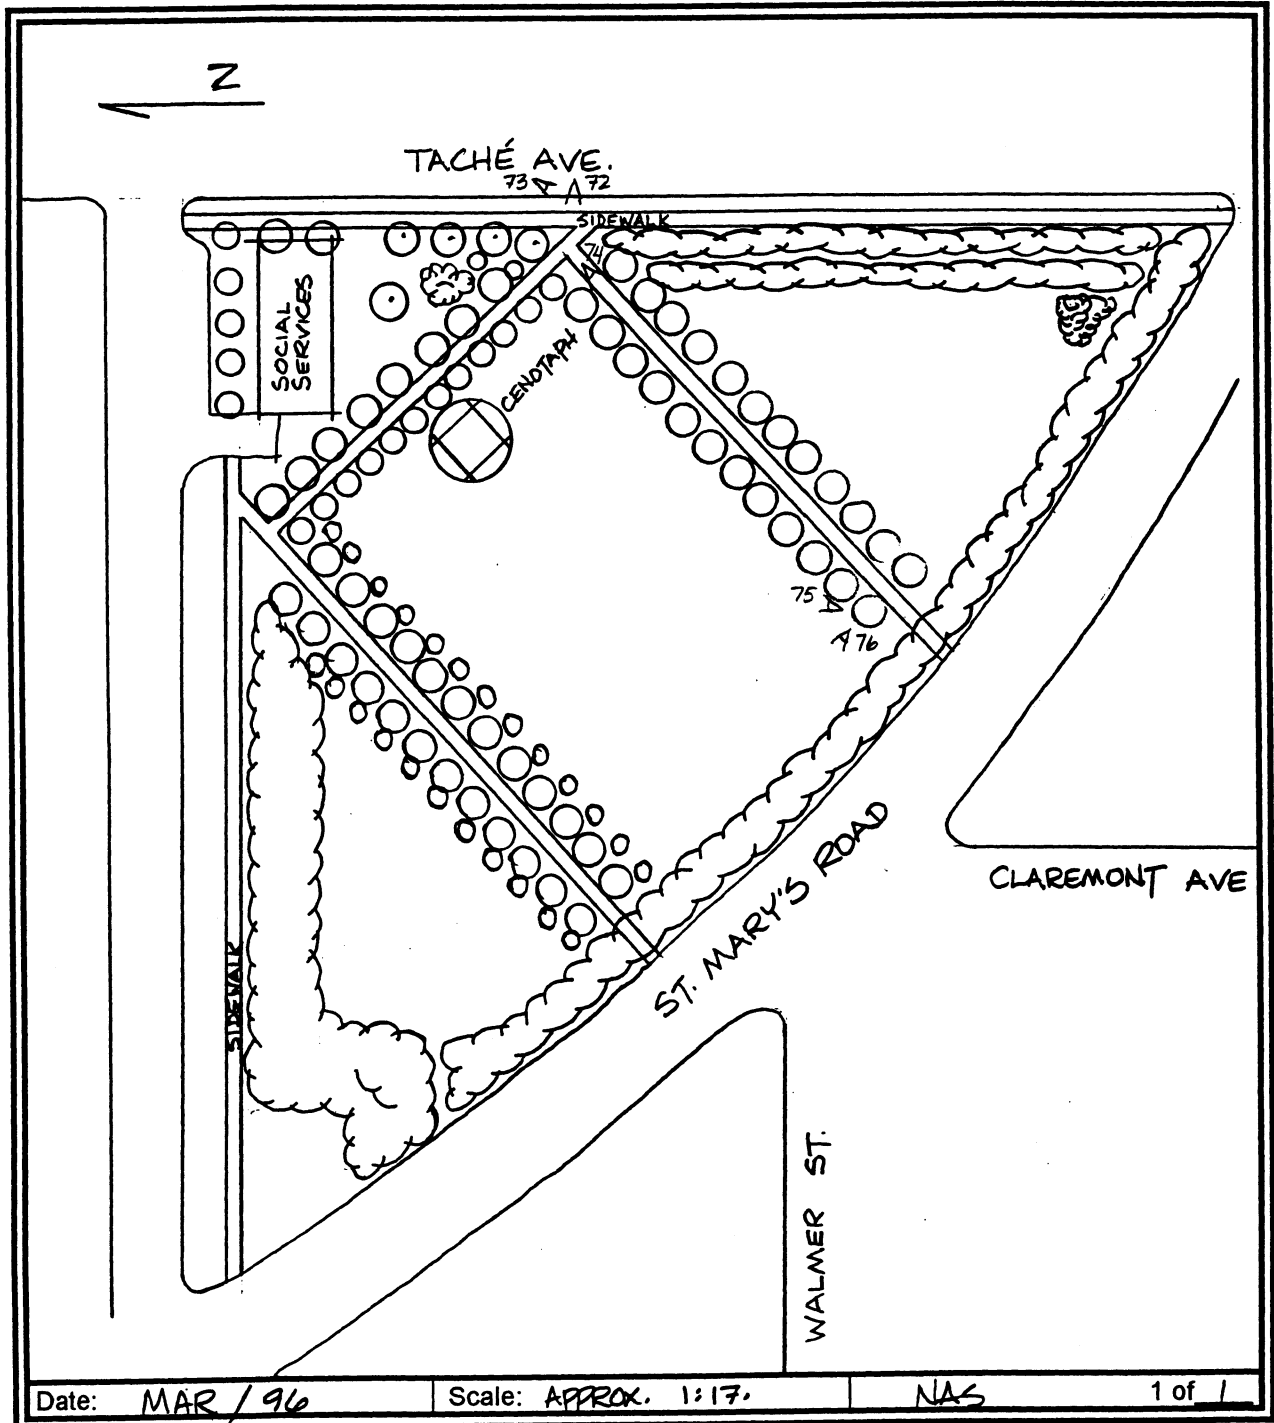 N
TACHÉ AVE.
73 72
SIDEWALK
74
SOCIAL
SERVICES
CENOTAPH
75
76
CLAREMONT AVE
ST. MARY'S ROAD
SIDEWALK
WALMER ST.
Date: MAR / 96 Scale: APPROX. 1:17. NAS 1 of 1